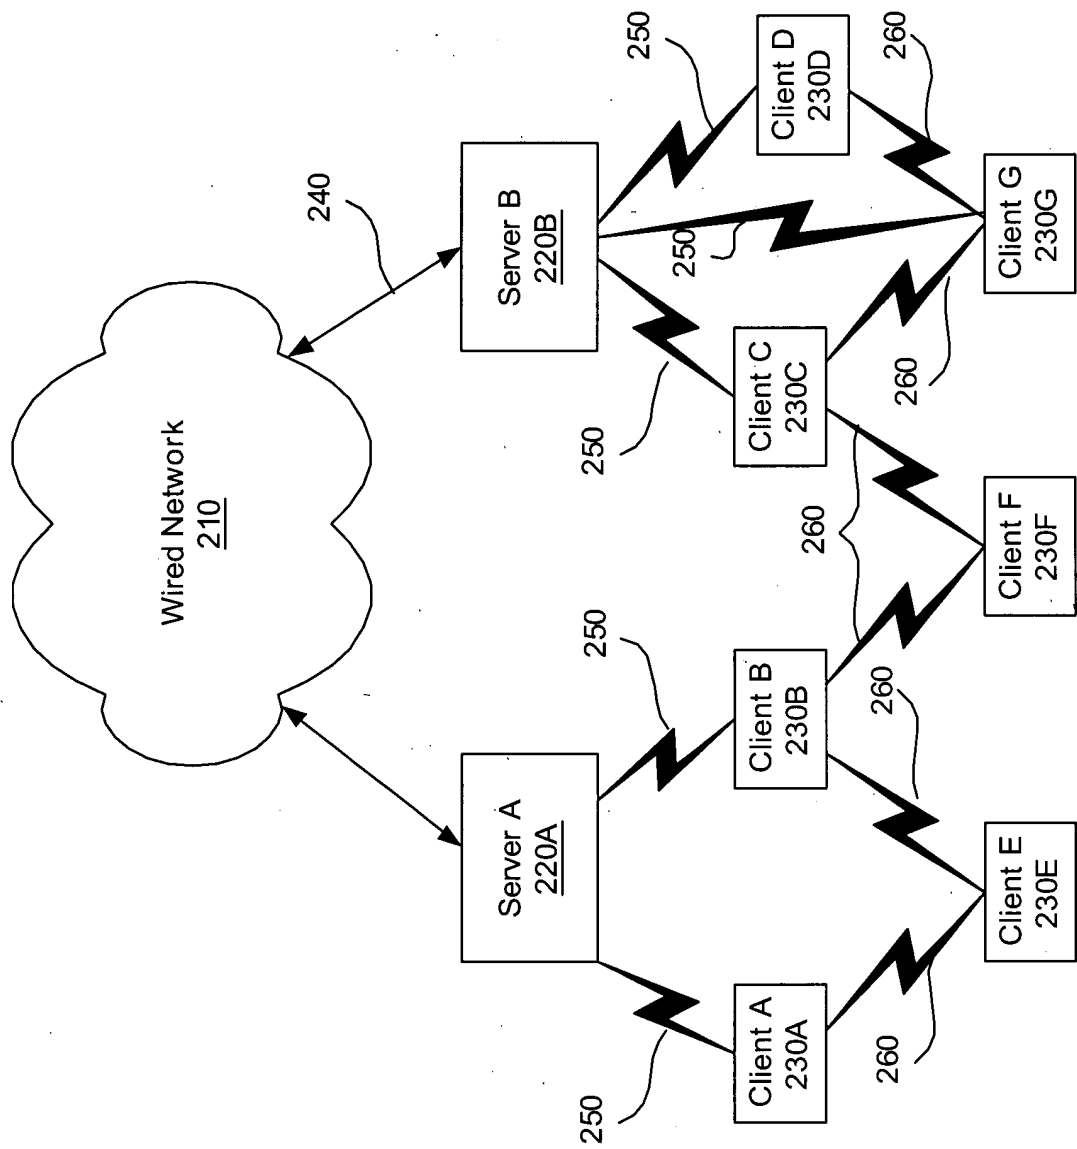 Wired Network
210
240
Server A
220A
Server B
220B
250
250
250
250
250
Client A
230A
Client B
230B
Client C
230C
Client D
230D
260
260
260
260
260
260
Client E
230E
Client F
230F
Client G
230G